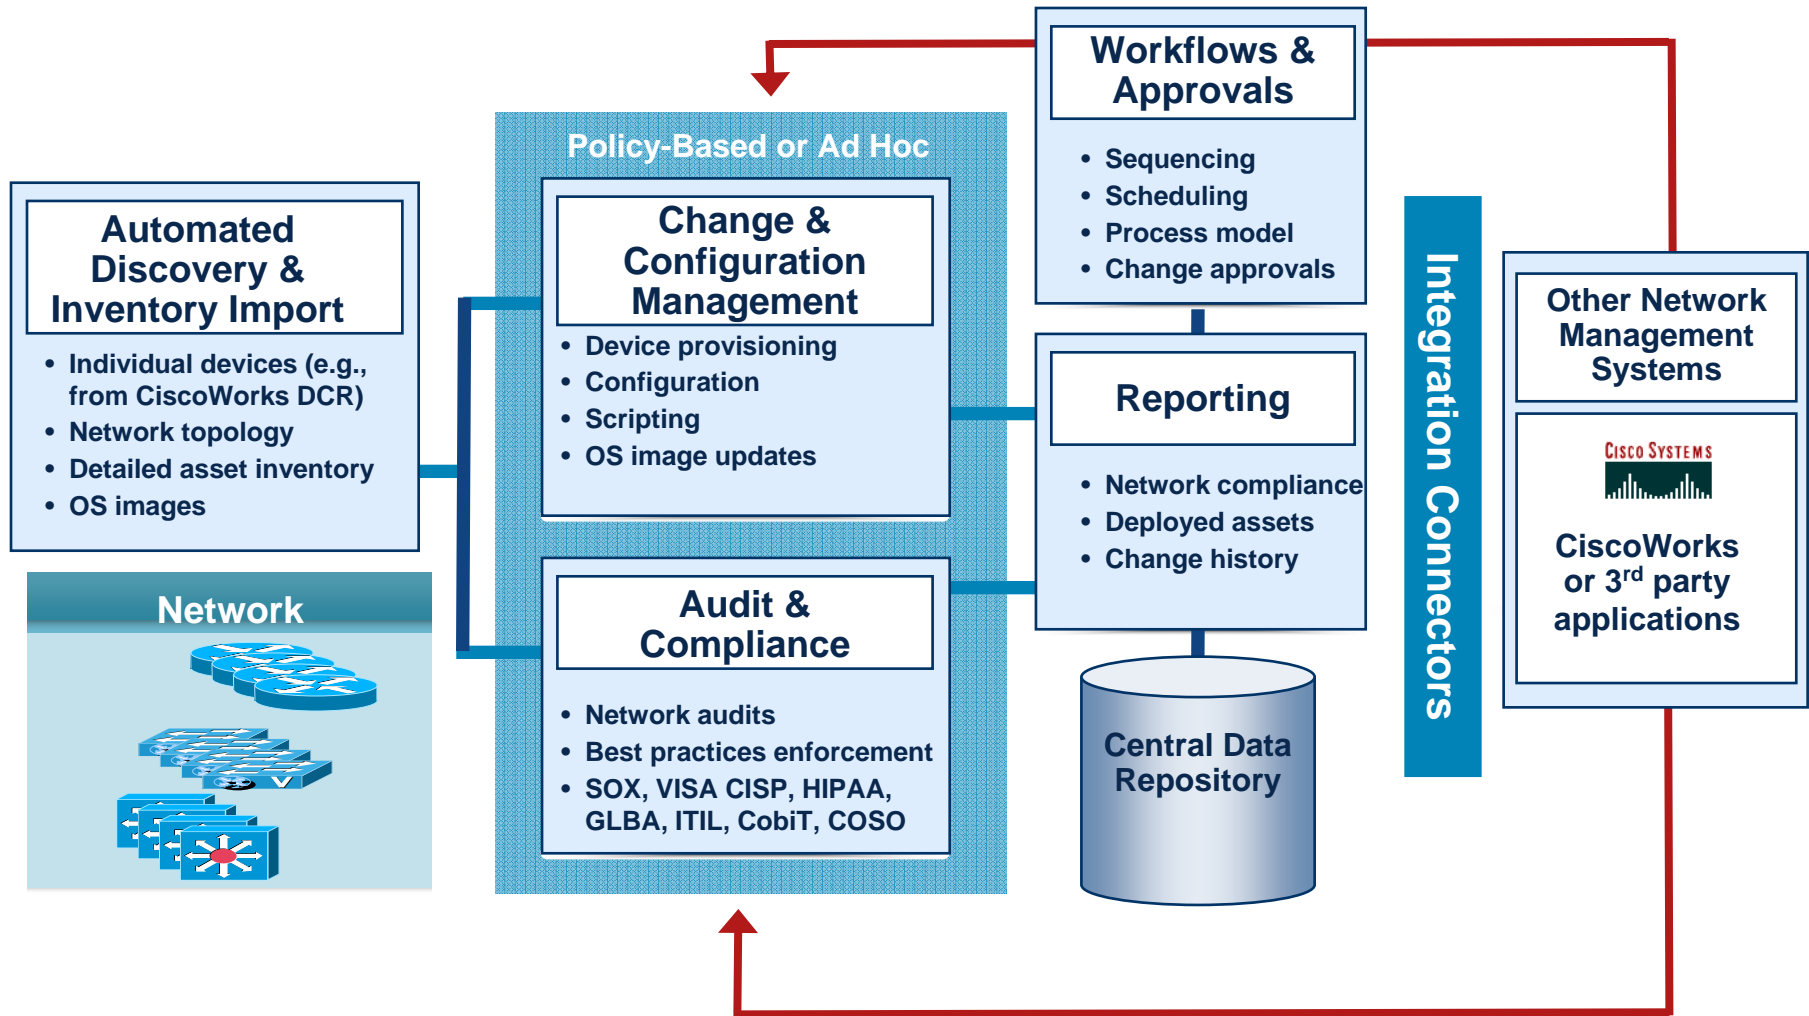 Automated
Discovery &
Inventory Import
• Individual devices (e.g.,
from CiscoWorks DCR)
• Network topology
• Detailed asset inventory
• OS images
Network
Policy-Based or Ad Hoc
Change &
Configuration
Management
• Device provisioning
• Configuration
• Scripting
• OS image updates
Audit &
Compliance
• Network audits
• Best practices enforcement
• SOX, VISA CISP, HIPAA,
GLBA, ITIL, CobiT, COSO
Workflows &
Approvals
• Sequencing
• Scheduling
• Process model
• Change approvals
Reporting
• Network compliance
• Deployed assets
• Change history
Central Data
Repository
Integration Connectors
Other Network
Management
Systems
CISCO SYSTEMS
CiscoWorks
or 3rd party
applications